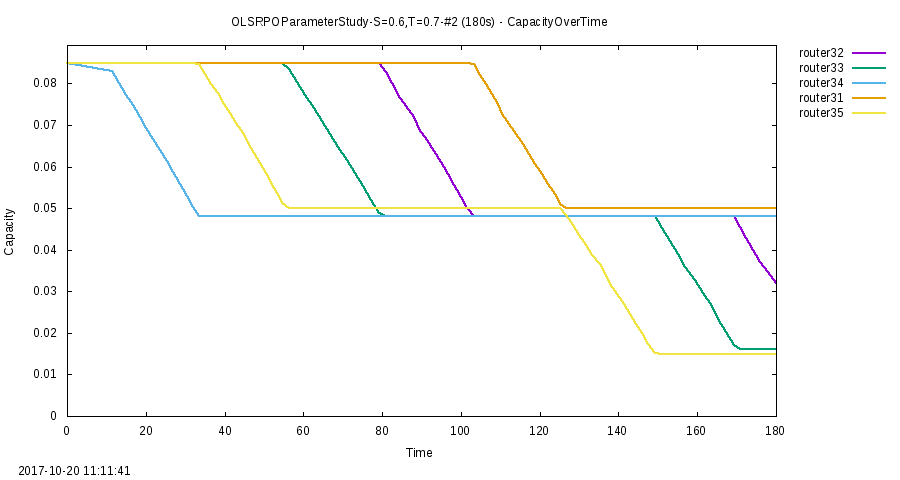 OLSRPOParameterStudy-S=0.6,T=0.7-#2 (180s) - CapacityOverTime
router32
router33
router34
router31
router35
0.08
0.07
0.06
0.05
0.04
0.03
0.02
0.01
0
Capacity
0 20 40 60 80 100 120 140 160 180
Time
2017-10-20 11:11:41